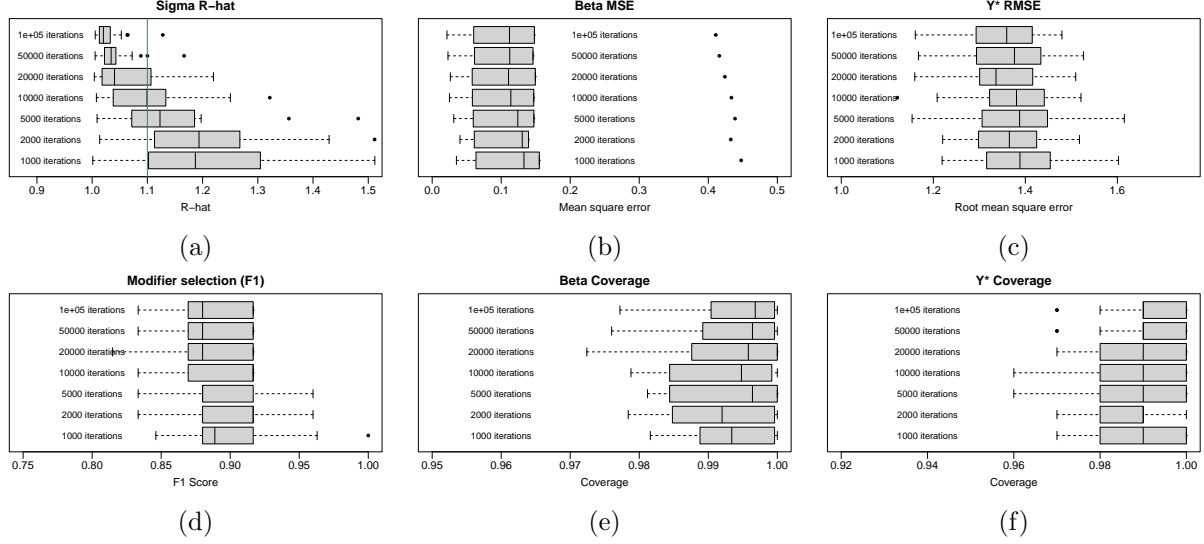 Sigma R−hat
1e+05 iterations
50000 iterations
20000 iterations
10000 iterations
5000 iterations
2000 iterations
1000 iterations
0.9 1.0 1.1 1.2 1.3 1.4 1.5
R−hat
(a)
Beta MSE
1e+05 iterations
50000 iterations
20000 iterations
10000 iterations
5000 iterations
2000 iterations
1000 iterations
0.0 0.1 0.2 0.3 0.4 0.5
Mean square error
(b)
Y* RMSE
1e+05 iterations
50000 iterations
20000 iterations
10000 iterations
5000 iterations
2000 iterations
1000 iterations
1.0 1.2 1.4 1.6
Root mean square error
(c)
Modifier selection (F1)
1e+05 iterations
50000 iterations
20000 iterations
10000 iterations
5000 iterations
2000 iterations
1000 iterations
0.75 0.80 0.85 0.90 0.95 1.00
F1 Score
(d)
Beta Coverage
1e+05 iterations
50000 iterations
20000 iterations
10000 iterations
5000 iterations
2000 iterations
1000 iterations
0.95 0.96 0.97 0.98 0.99 1.00
Coverage
(e)
Y* Coverage
1e+05 iterations
50000 iterations
20000 iterations
10000 iterations
5000 iterations
2000 iterations
1000 iterations
0.92 0.94 0.96 0.98 1.00
Coverage
(f)